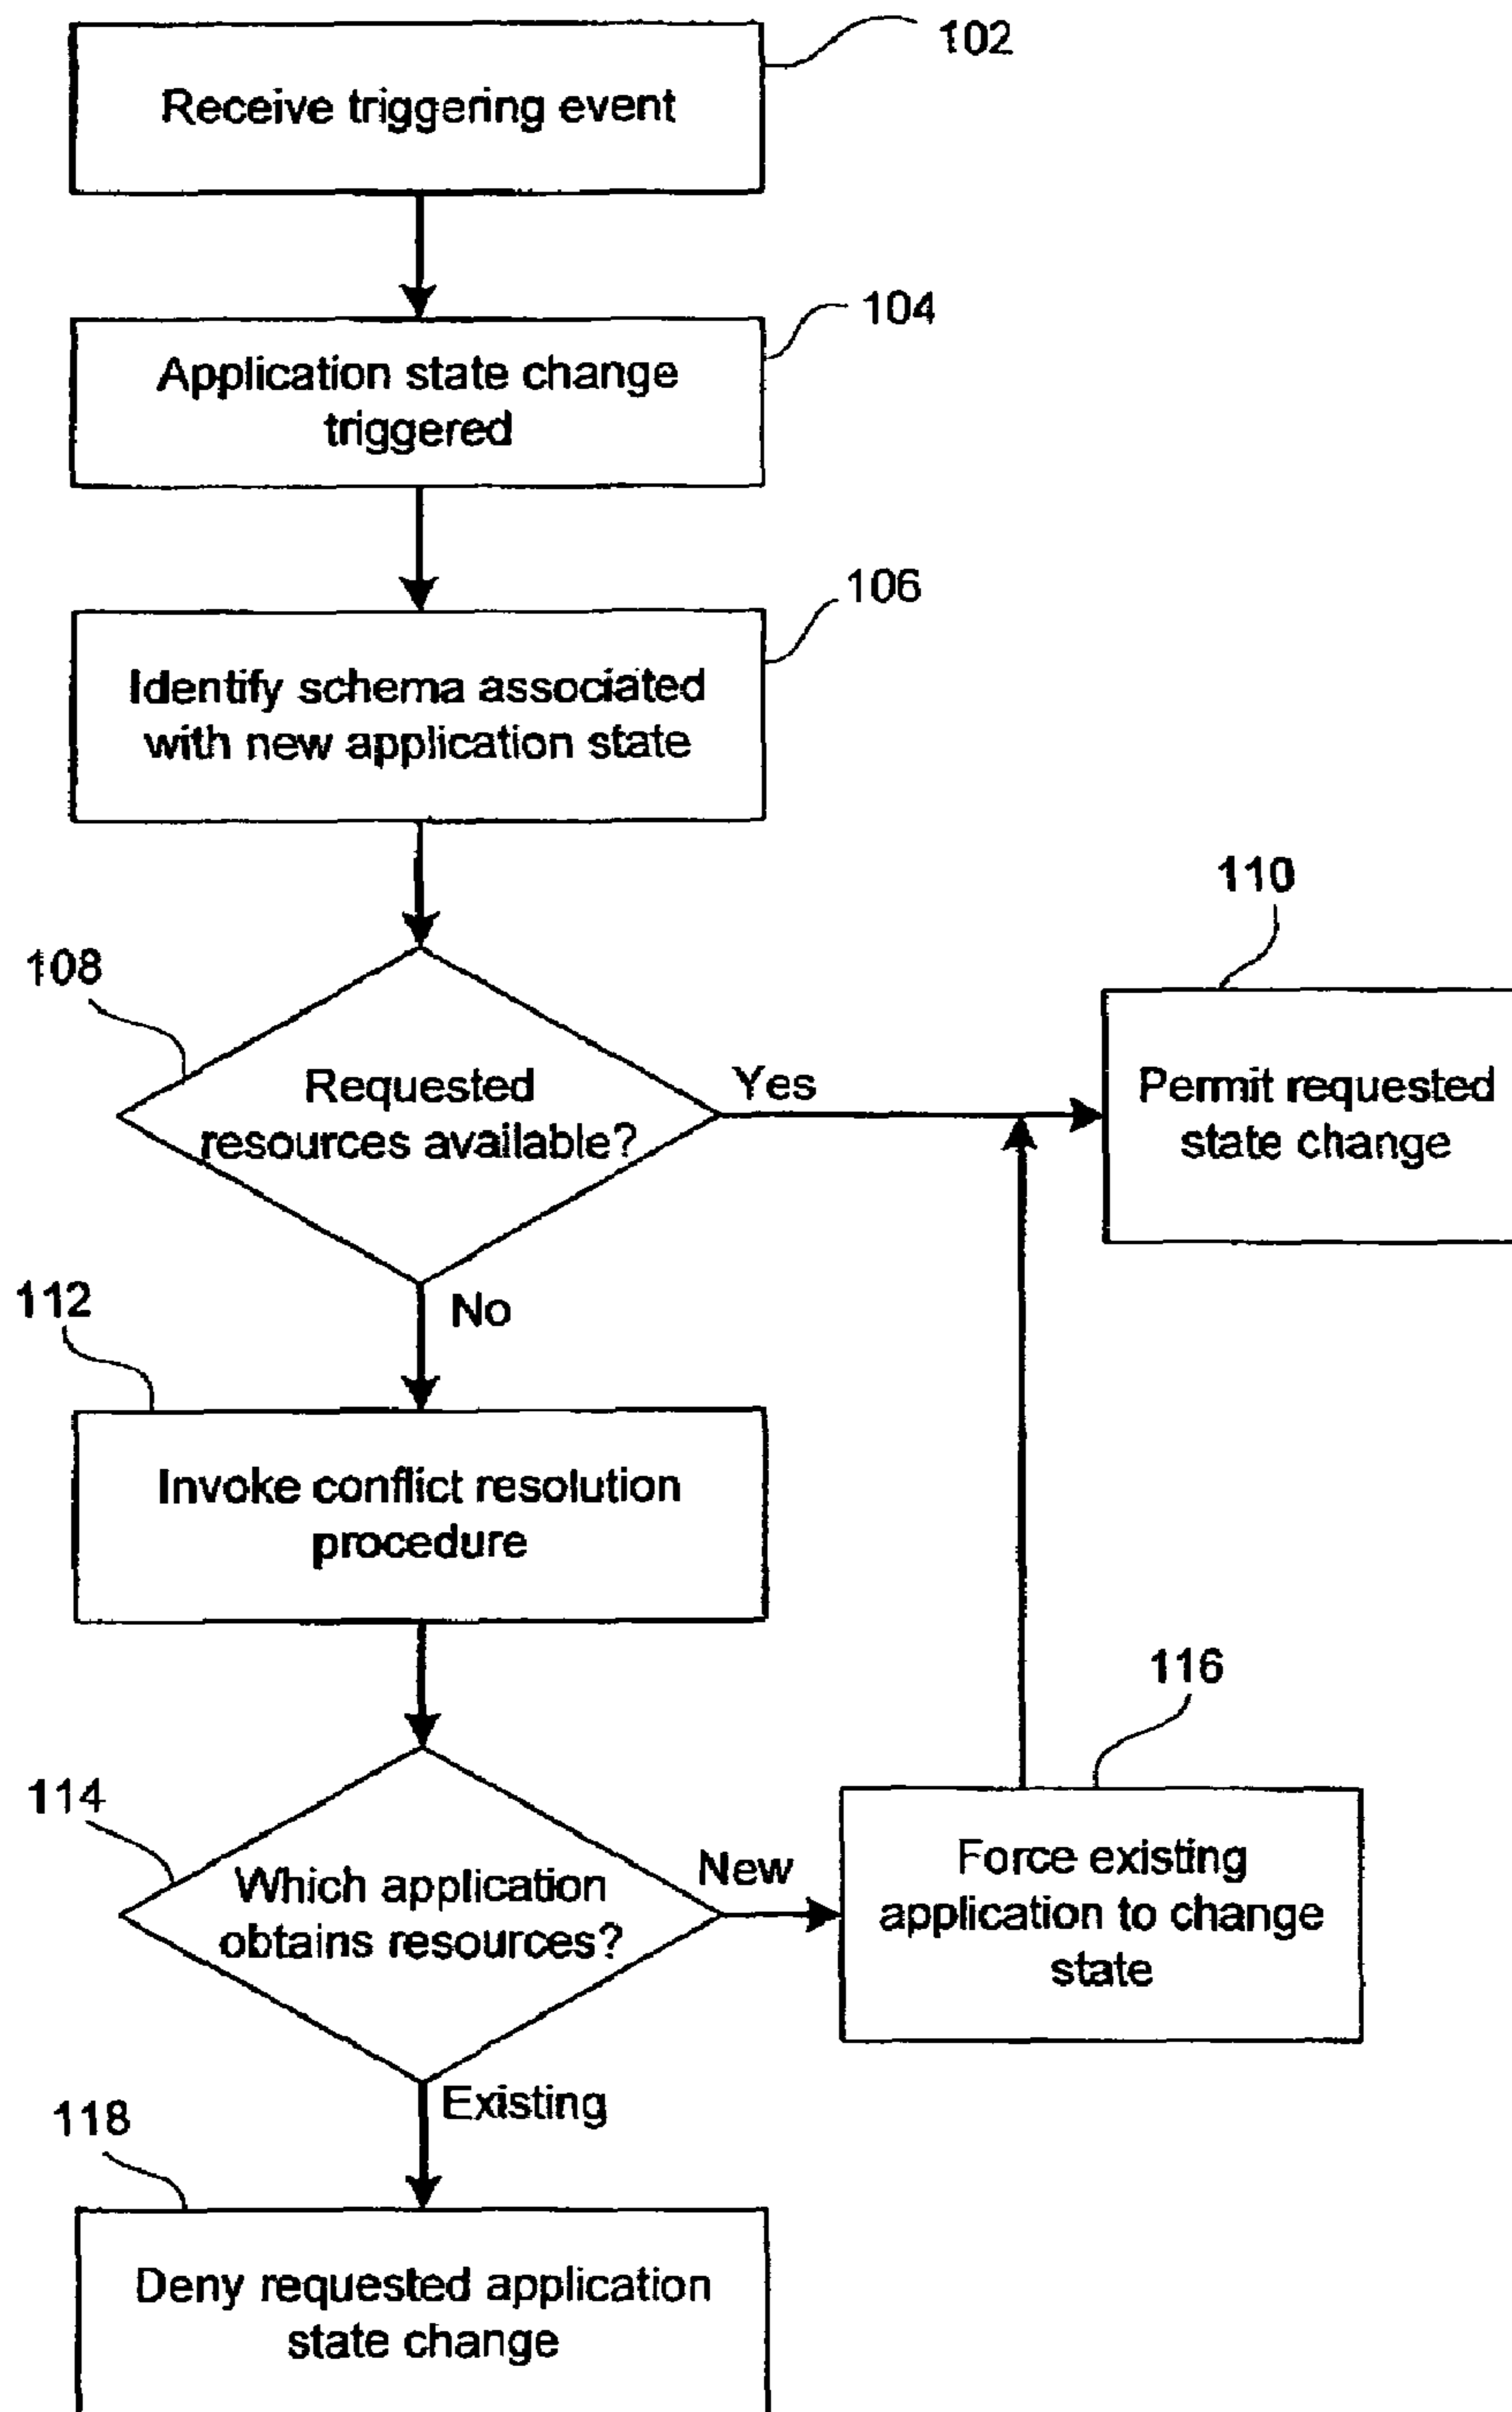 102
Receive triggering event
104
Application state change
triggered
106
Identify schema associated
with new application state
108
Requested
resources available?
Yes
110
Permit requested
state change
No
112
Invoke conflict resolution
procedure
114
Which application
obtains resources?
New
116
Force existing
application to change
state
Existing
118
Deny requested application
state change